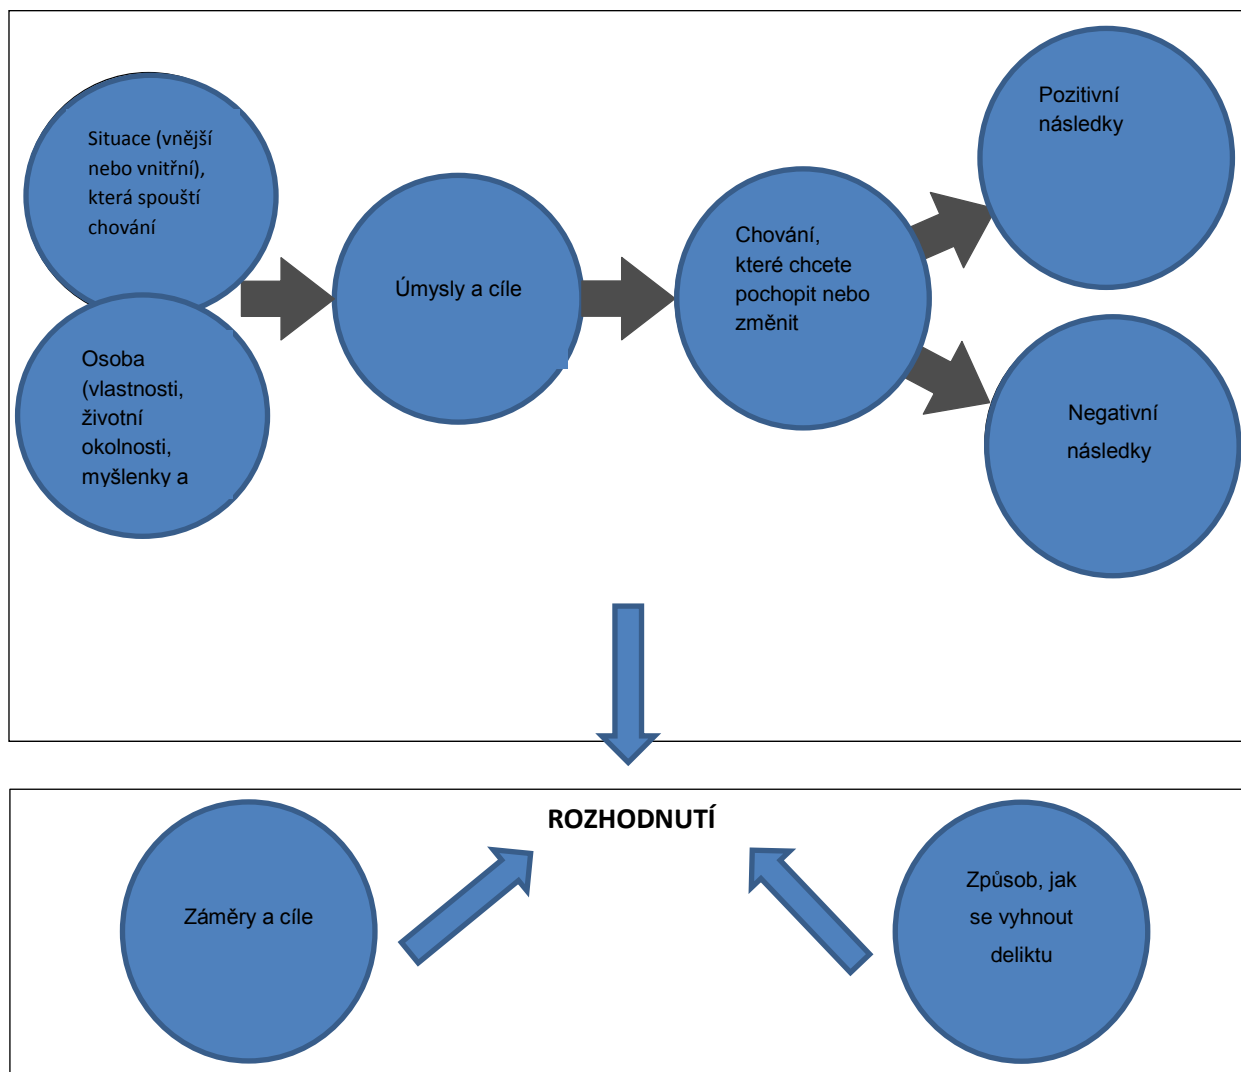 Situace (vnější
nebo vnitřní),
která spouští
chování
Osoba
(vlastnosti,
životní
okolnosti,
myšlenky a
Úmysly a cíle
Chování,
které chcete
pochopit nebo
změnit
Pozitivní
následky
Negativní
následky
ROZHODNUTÍ
Záměry a cíle
Způsob, jak
se vyhnout
deliktu